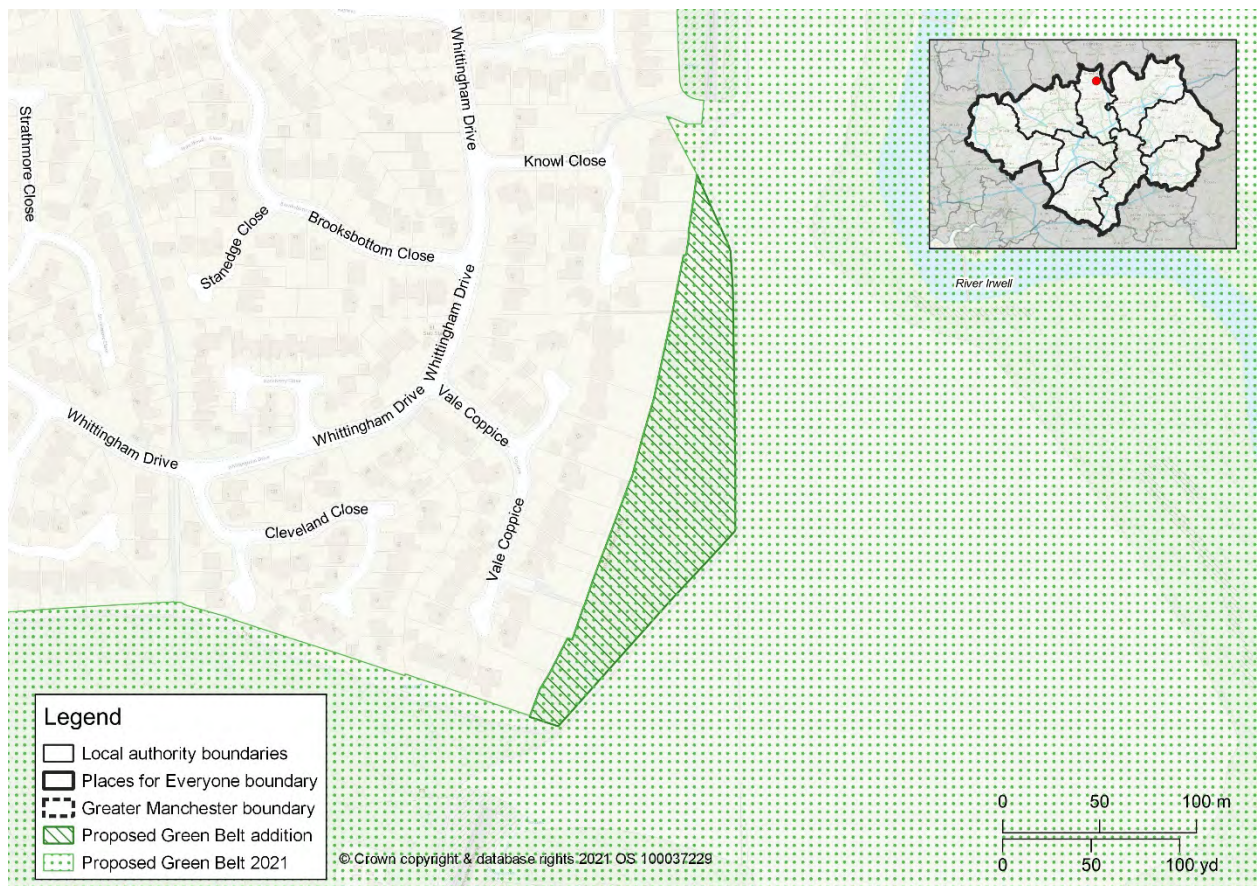 Whittingham Drive
Knowl Close
Strathmore Close
Stanedge Close
Brooksbottom Close
Whittingham Drive
River Irwell
Whittingham Drive
Vale Coppice
Whittingham Drive
Cleveland Close
Vale Coppice
Legend
Local authority boundaries
Places for Everyone boundary
Greater Manchester boundary
Proposed Green Belt addition
Proposed Green Belt 2021
© Crown copyright & database rights 2021 OS 100037229
0 50 100 m
0 50 100 yd